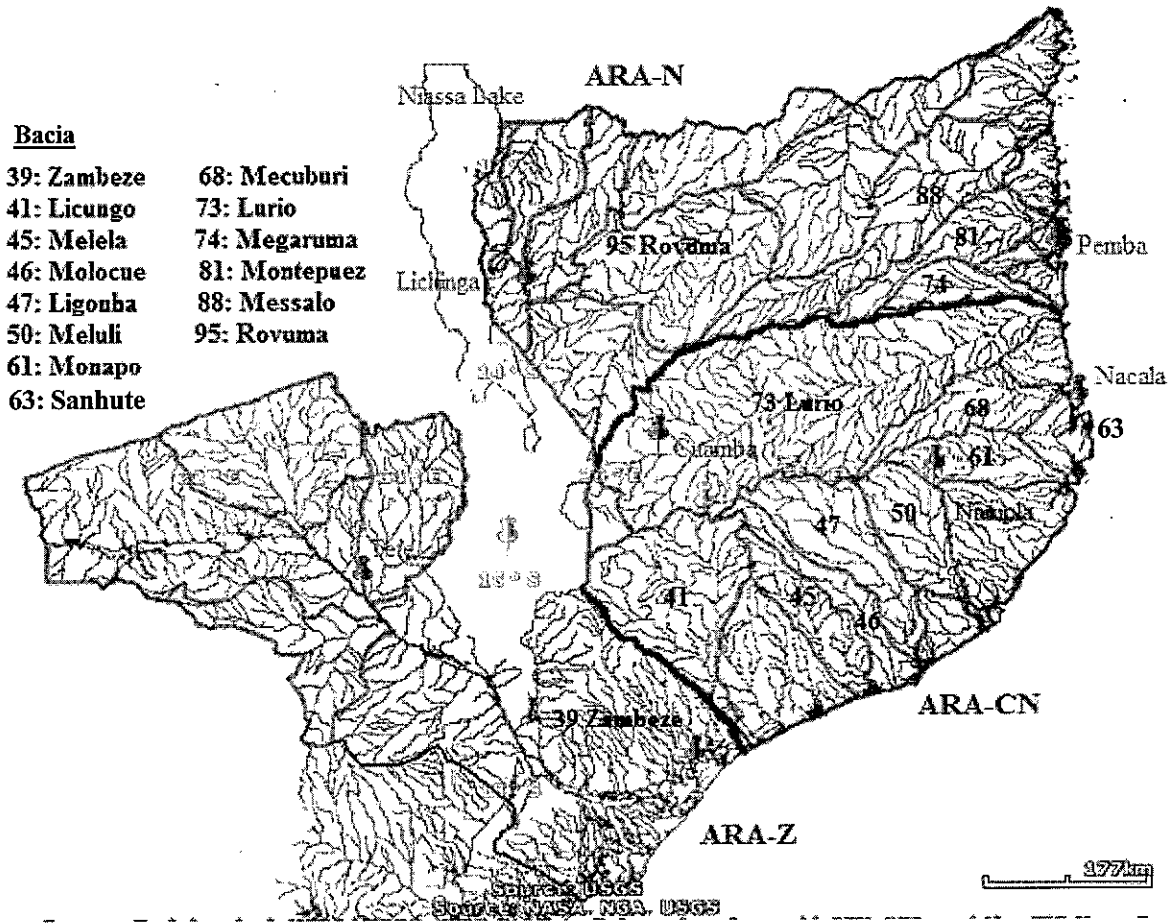 ARA-N
Niassa Lake
Bacia
39: Zambeze 68: Mecuburi
41: Licungo 73: Lurio
45: Melela 74: Megaruma
46: Molocue 81: Montepuez
47: Ligonha 88: Messalo
50: Meluli 95: Rovuma
61: Monapo
63: Sanhute
88
95 Rovuma
81
Pemba
Lichinga
74
Nacala
73 Lurio
68
63
Cuamba
61
47
50
Nampla
15° S
41
45
46
39 Zambeze
ARA-CN
ARA-Z
177km
Source: USGS
Source: NASA, NGA, USGS